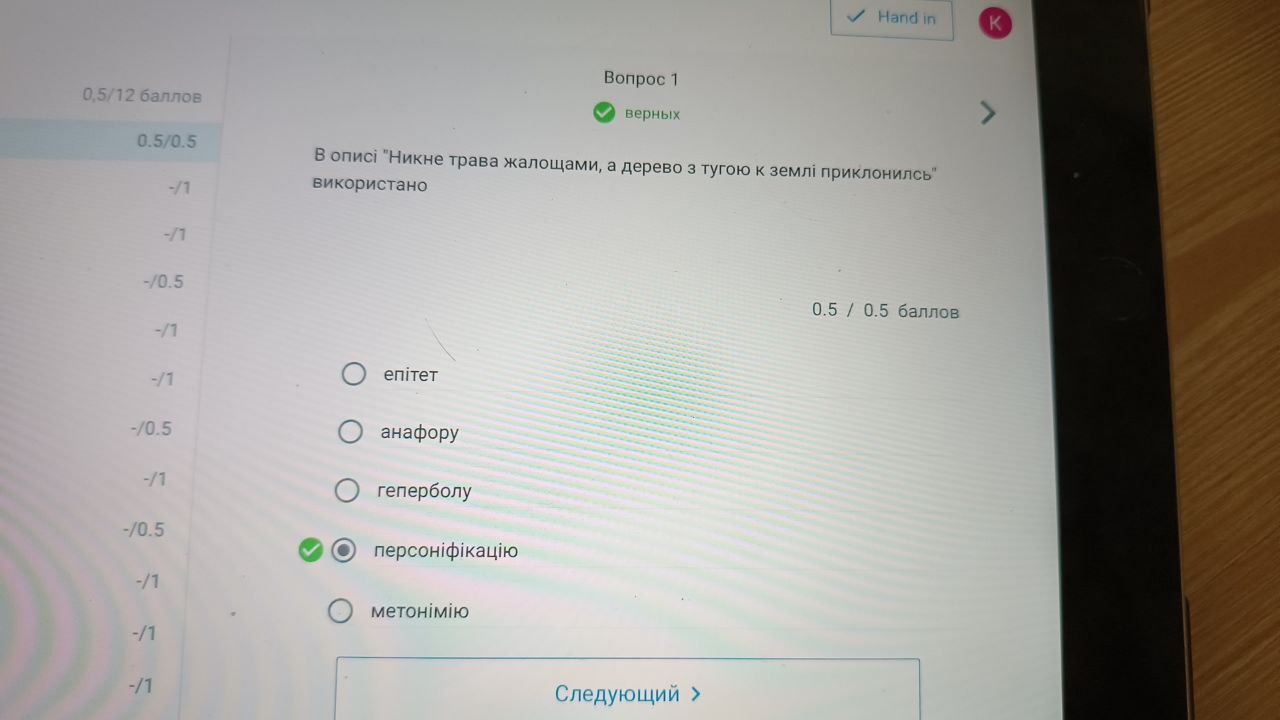 Hand in
K
0,5/12 баллов
0.5/0.5
-/1
-/1
-/0.5
-/1
-/1
-/0.5
-/1
-/0.5
-/1
-/1
-/1
Вопрос 1
верных
В описі "Никне трава жалощами, а дерево з тугою к землі приклонилсь"
використано
0.5 / 0.5 баллов
епітет
анафору
геперболу
персоніфікацію
метонімію
Следующий